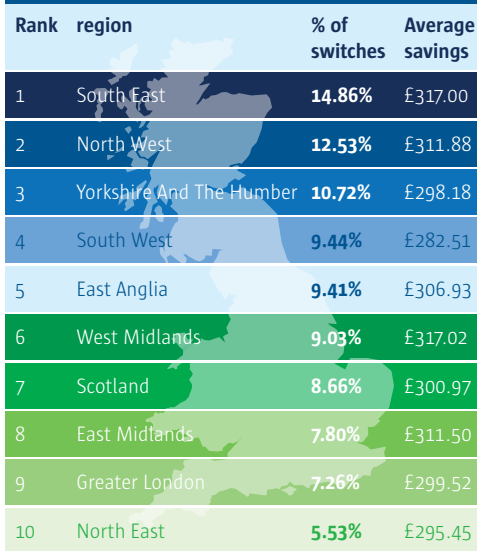 Rank region % of switches Average savings
1 South East 14.86% £317.00
2 North West 12.53% £311.88
3 Yorkshire And The Humber 10.72% £298.18
4 South West 9.44% £282.51
5 East Anglia 9.41% £306.93
6 West Midlands 9.03% £317.02
7 Scotland 8.66% £300.97
8 East Midlands 7.80% £311.50
9 Greater London 7.26% £299.52
10 North East 5.53% £295.45